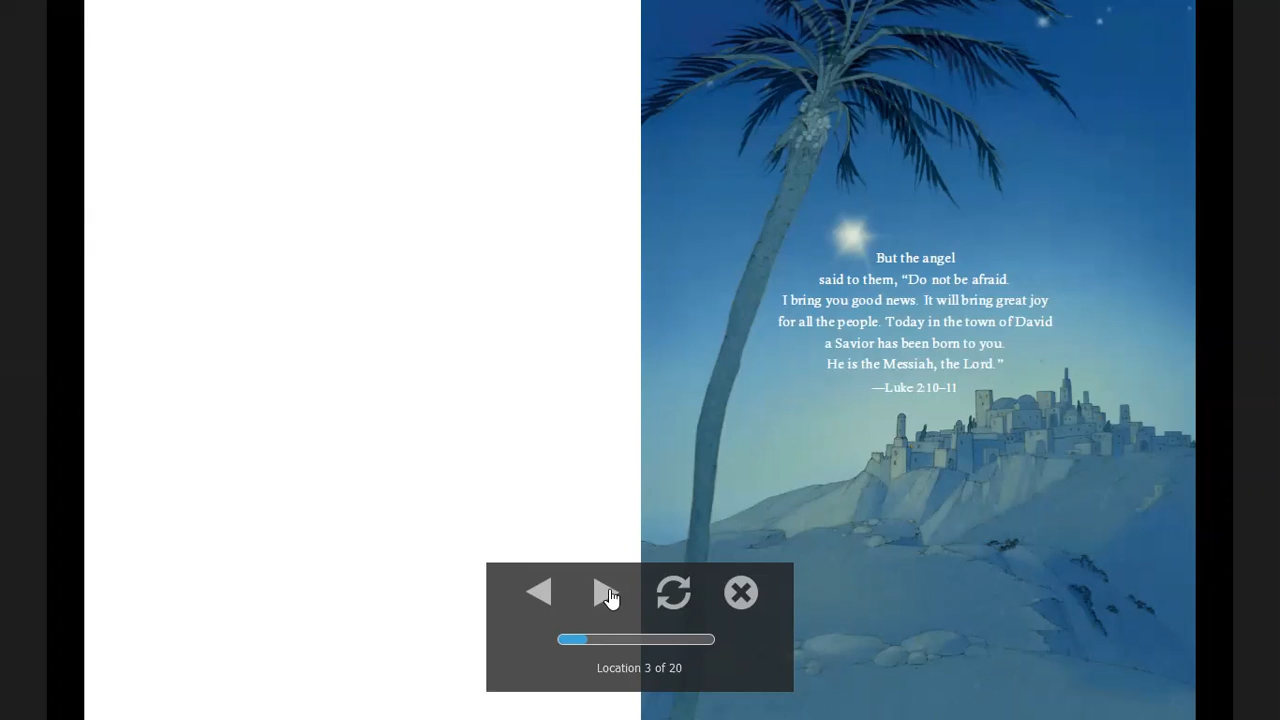 But the angel
said to them, “Do not be afraid.
I bring you good news. It will bring great joy
for all the people. Today in the town of David
a Savior has been born to you.
He is the Messiah, the Lord.”
—Luke 2:10–11
Location 3 of 20